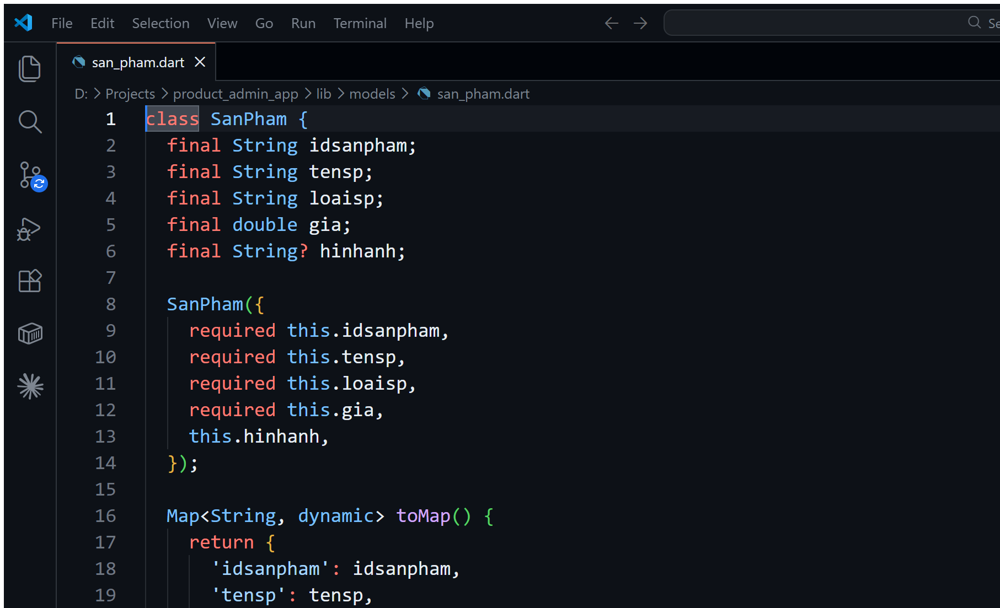 File Edit Selection View Go Run Terminal Help
san_pham.dart
D: > Projects > product_admin_app > lib > models > san_pham.dart
1 class SanPham {
2 final String idsanpham;
3 final String tensp;
4 final String loaisp;
5 final double gia;
6 final String? hinhanh;
7
8 SanPham({
9 required this.idsanpham,
10 required this.tensp,
11 required this.loaisp,
12 required this.gia,
13 this.hinhanh,
14 });
15
16 Map<String, dynamic> toMap() {
17 return {
18 'idsanpham': idsanpham,
19 'tensp': tensp,